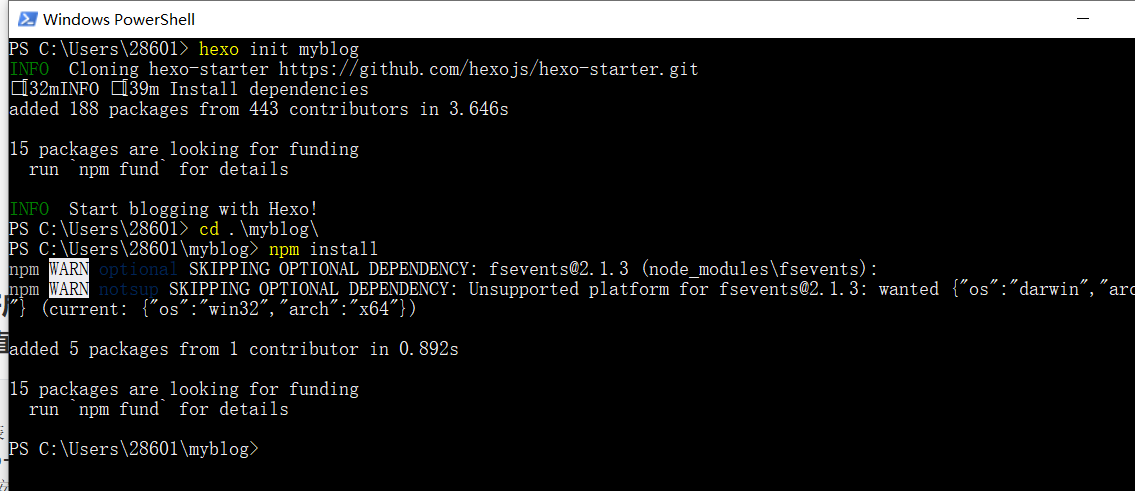 Windows PowerShell
PS C:\Users\28601> hexo init myblog
INFO  Cloning hexo-starter https://github.com/hexojs/hexo-starter.git
[32mINFO [39m Install dependencies
added 188 packages from 443 contributors in 3.646s
15 packages are looking for funding
  run `npm fund` for details
INFO  Start blogging with Hexo!
PS C:\Users\28601> cd .\myblog\
PS C:\Users\28601\myblog> npm install
npm WARN optional SKIPPING OPTIONAL DEPENDENCY: fsevents@2.1.3 (node_modules\fsevents):
npm WARN notsup SKIPPING OPTIONAL DEPENDENCY: Unsupported platform for fsevents@2.1.3: wanted {"os":"darwin","arc
"} (current: {"os":"win32","arch":"x64"})
added 5 packages from 1 contributor in 0.892s
15 packages are looking for funding
  run `npm fund` for details
PS C:\Users\28601\myblog>